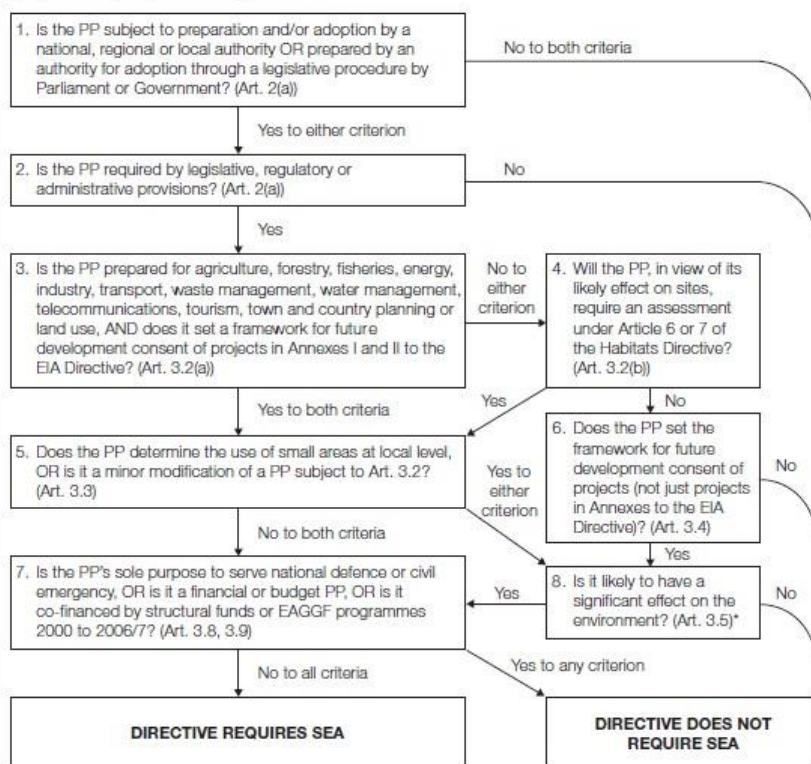 1. Is the PP subject to preparation and/or adoption by a
national, regional or local authority OR prepared by an
authority for adoption through a legislative procedure by
Parliament or Government? (Art. 2(a))
No to both criteria
Yes to either criterion
2. Is the PP required by legislative, regulatory or
administrative provisions? (Art. 2(a))
No
Yes
3. Is the PP prepared for agriculture, forestry, fisheries, energy,
industry, transport, waste management, water management,
telecommunications, tourism, town and country planning or
land use, AND does it set a framework for future
development consent of projects in Annexes I and II to the
EIA Directive? (Art. 3.2(a))
No to
either
criterion
4. Will the PP, in view of its
likely effect on sites,
require an assessment
under Article 6 or 7 of
the Habitats Directive?
(Art. 3.2(b))
Yes to both criteria
Yes
No
5. Does the PP determine the use of small areas at local level,
OR is it a minor modification of a PP subject to Art. 3.2?
(Art. 3.3)
Yes to
either
criterion
6. Does the PP set the
framework for future
development consent of
projects (not just projects
in Annexes to the EIA
Directive)? (Art. 3.4)
No
No to both criteria
Yes
7. Is the PP's sole purpose to serve national defence or civil
emergency, OR is it a financial or budget PP, OR is it
co-financed by structural funds or EAGGF programmes
2000 to 2006/7? (Art. 3.8, 3.9)
Yes
8. Is it likely to have a
significant effect on the
environment? (Art. 3.5)*
No
No to all criteria
Yes to any criterion
DIRECTIVE REQUIRES SEA
DIRECTIVE DOES NOT
REQUIRE SEA